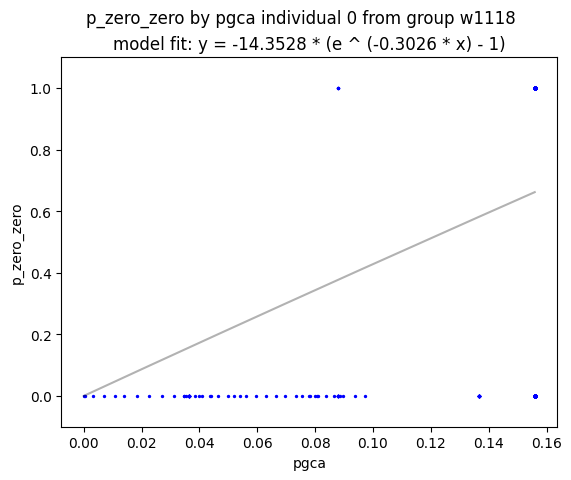 p_zero_zero by pgca individual 0 from group w1118
model fit: y = -14.3528 * (e ^ (-0.3026 * x) - 1)
1.0
0.8
0.6
0.4
0.2
0.0
p_zero_zero
0.00 0.02 0.04 0.06 0.08 0.10 0.12 0.14 0.16
pgca